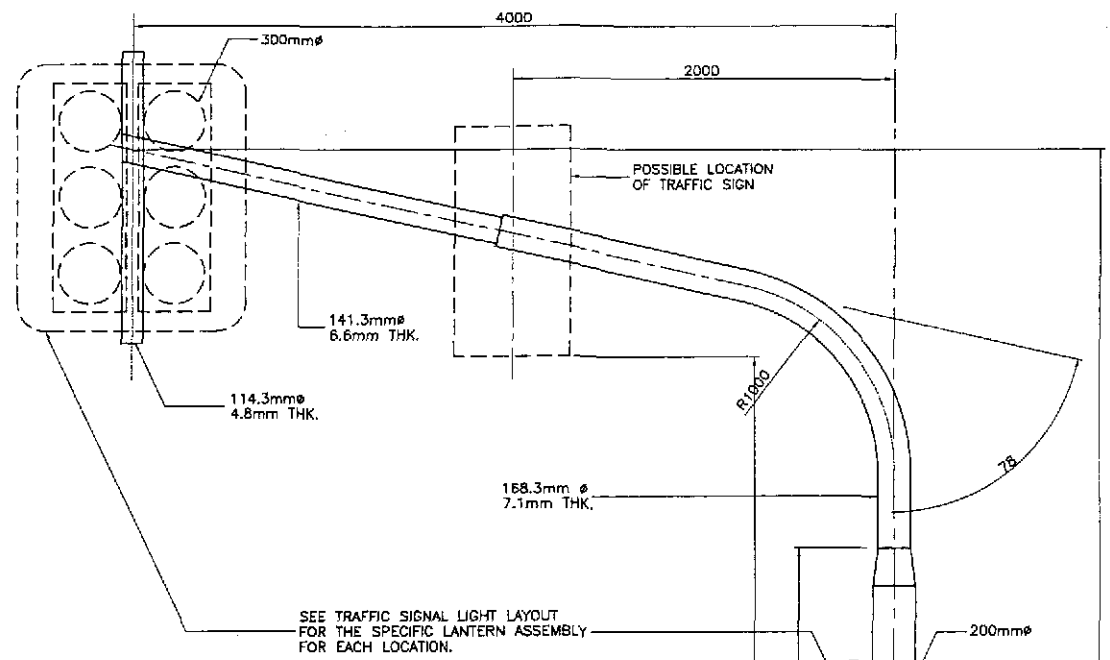 4000
300mmø
2000
POSSIBLE LOCATION
OF TRAFFIC SIGN
141.3mmø
6.6mm THK.
114.3mmø
4.8mm THK.
R1000
78
168.3mm ø
7.1mm THK.
SEE TRAFFIC SIGNAL LIGHT LAYOUT
FOR THE SPECIFIC LANTERN ASSEMBLY
FOR EACH LOCATION.
200mmø